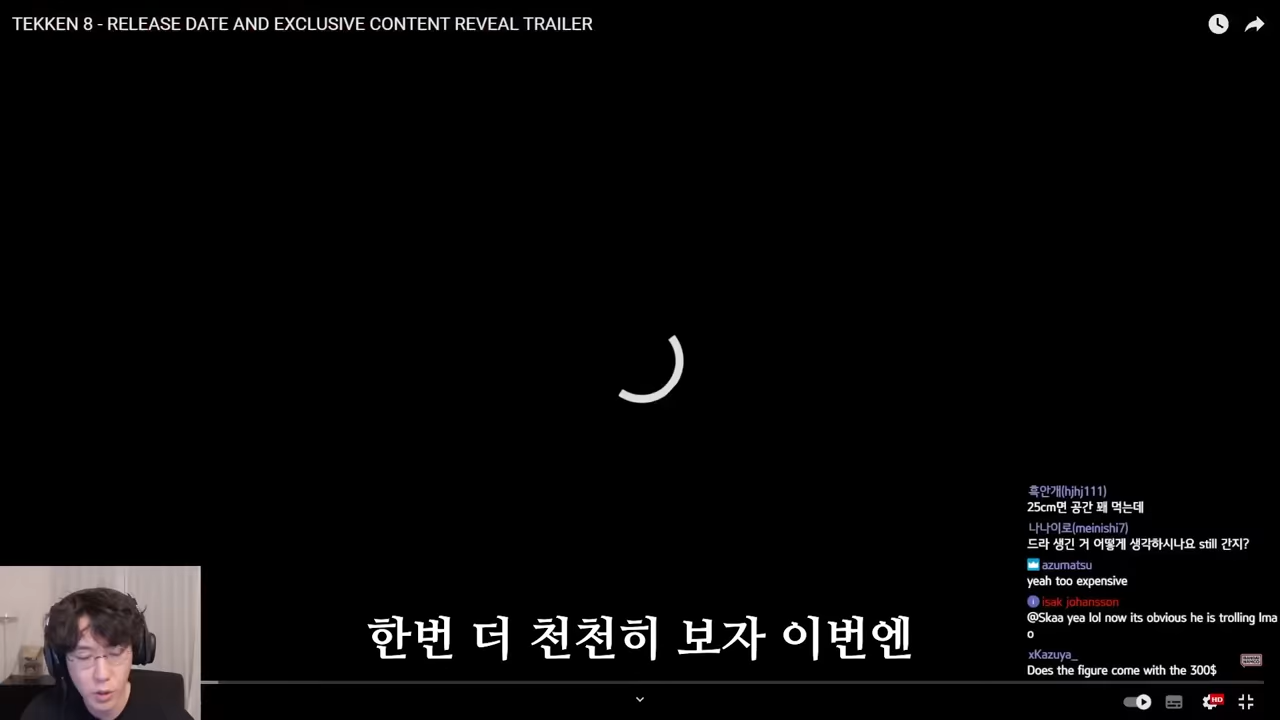 TEKKEN 8 - RELEASE DATE AND EXCLUSIVE CONTENT REVEAL TRAILER
흑안개(hjhj111)
25cm면 공간 꽤 먹는데
나나이로(meinishi7)
드라 생긴 거 어떻게 생각하시나요 still 간지?
azumatsu
yeah too expensive
isak johansson
@Skaa yea lol now its obvious he is trolling lma
o
xKazuya_
Does the figure come with the 300$
한번 더 천천히 보자 이번엔
BANDAI
NAMCO
HD